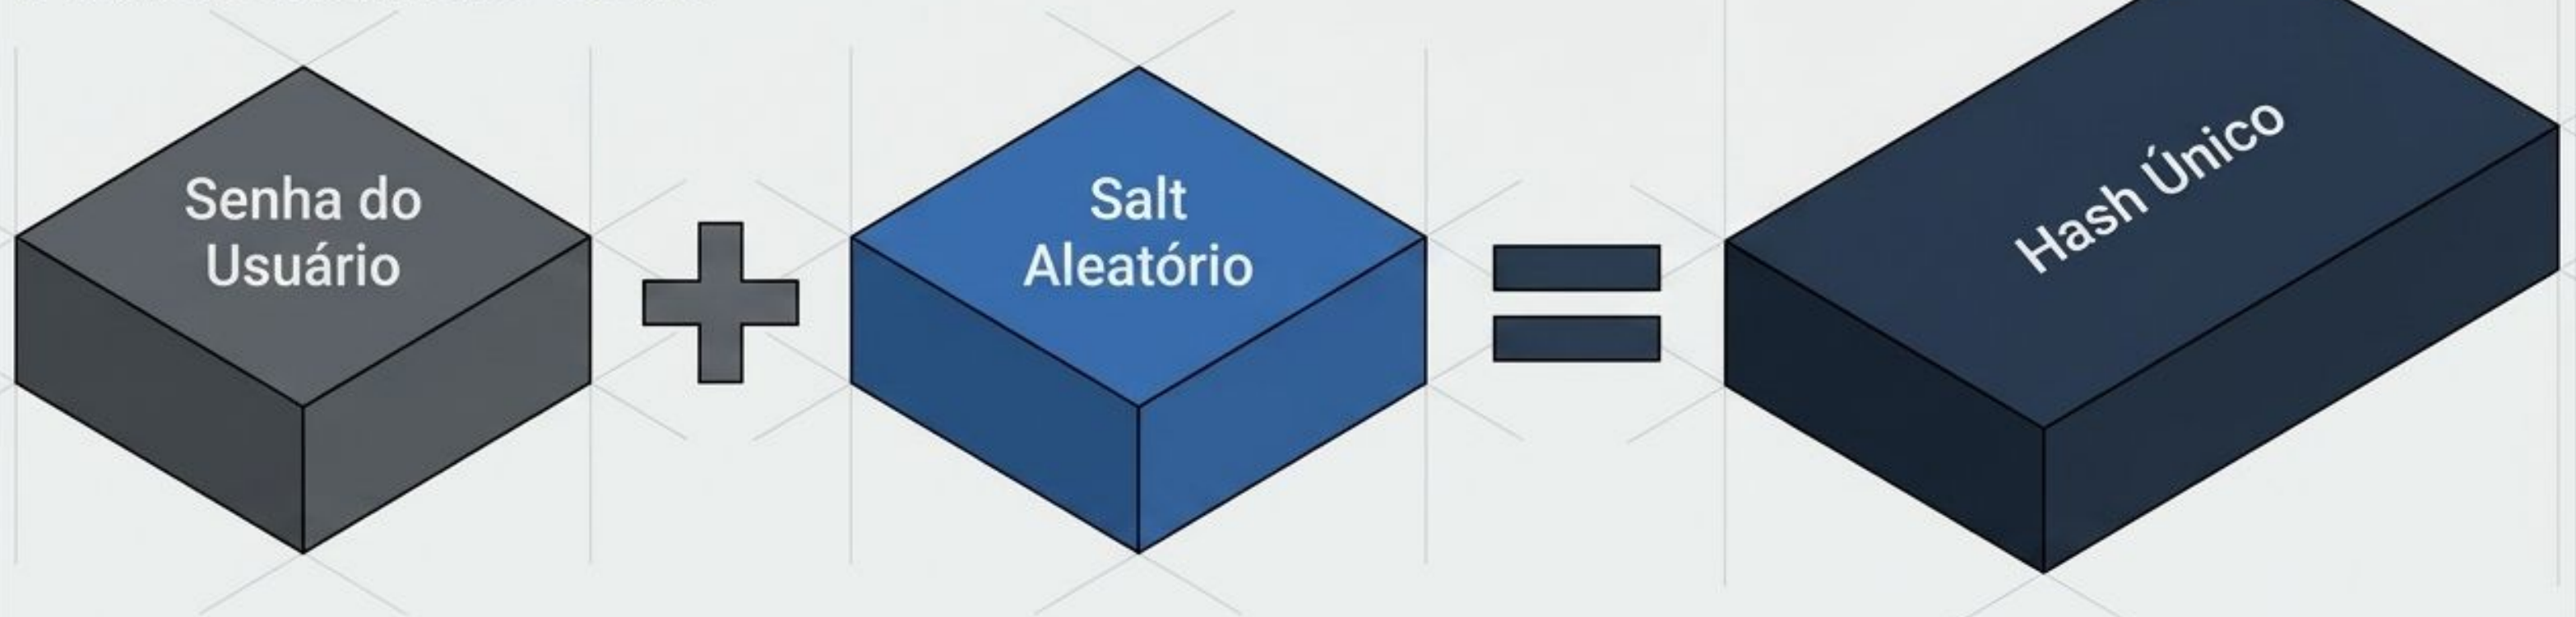 Senha do
Usuário
Salt
Aleatório
Hash Único